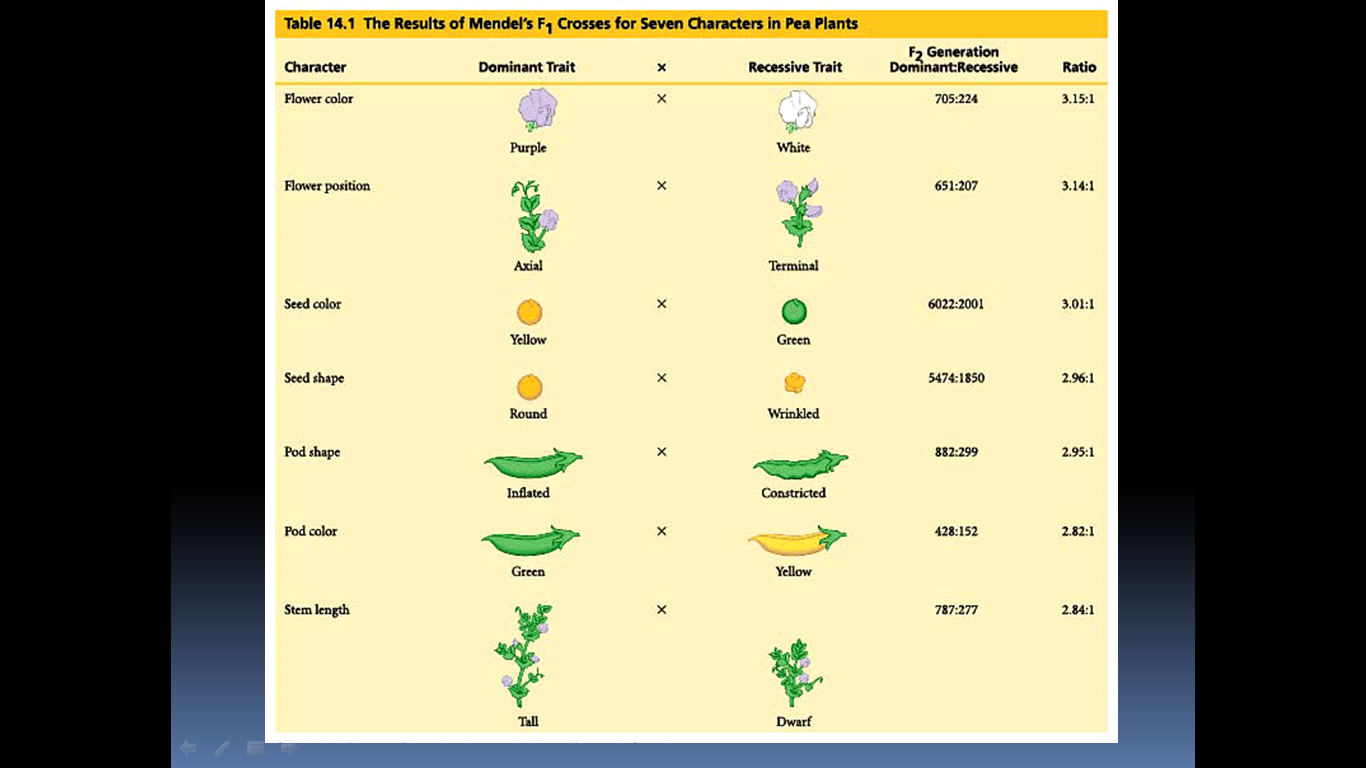 Table 14.1 The Results of Mendel's F1 Crosses for Seven Characters in Pea Plants
Character Dominant Trait × Recessive Trait F2 Generation Dominant:Recessive Ratio
Flower color × 705:224 3.15:1
Purple White
Flower position × 651:207 3.14:1
Axial Terminal
Seed color × 6022:2001 3.01:1
Yellow Green
Seed shape × 5474:1850 2.96:1
Round Wrinkled
Pod shape × 882:299 2.95:1
Inflated Constricted
Pod color × 428:152 2.82:1
Green Yellow
Stem length × 787:277 2.84:1
Tall Dwarf